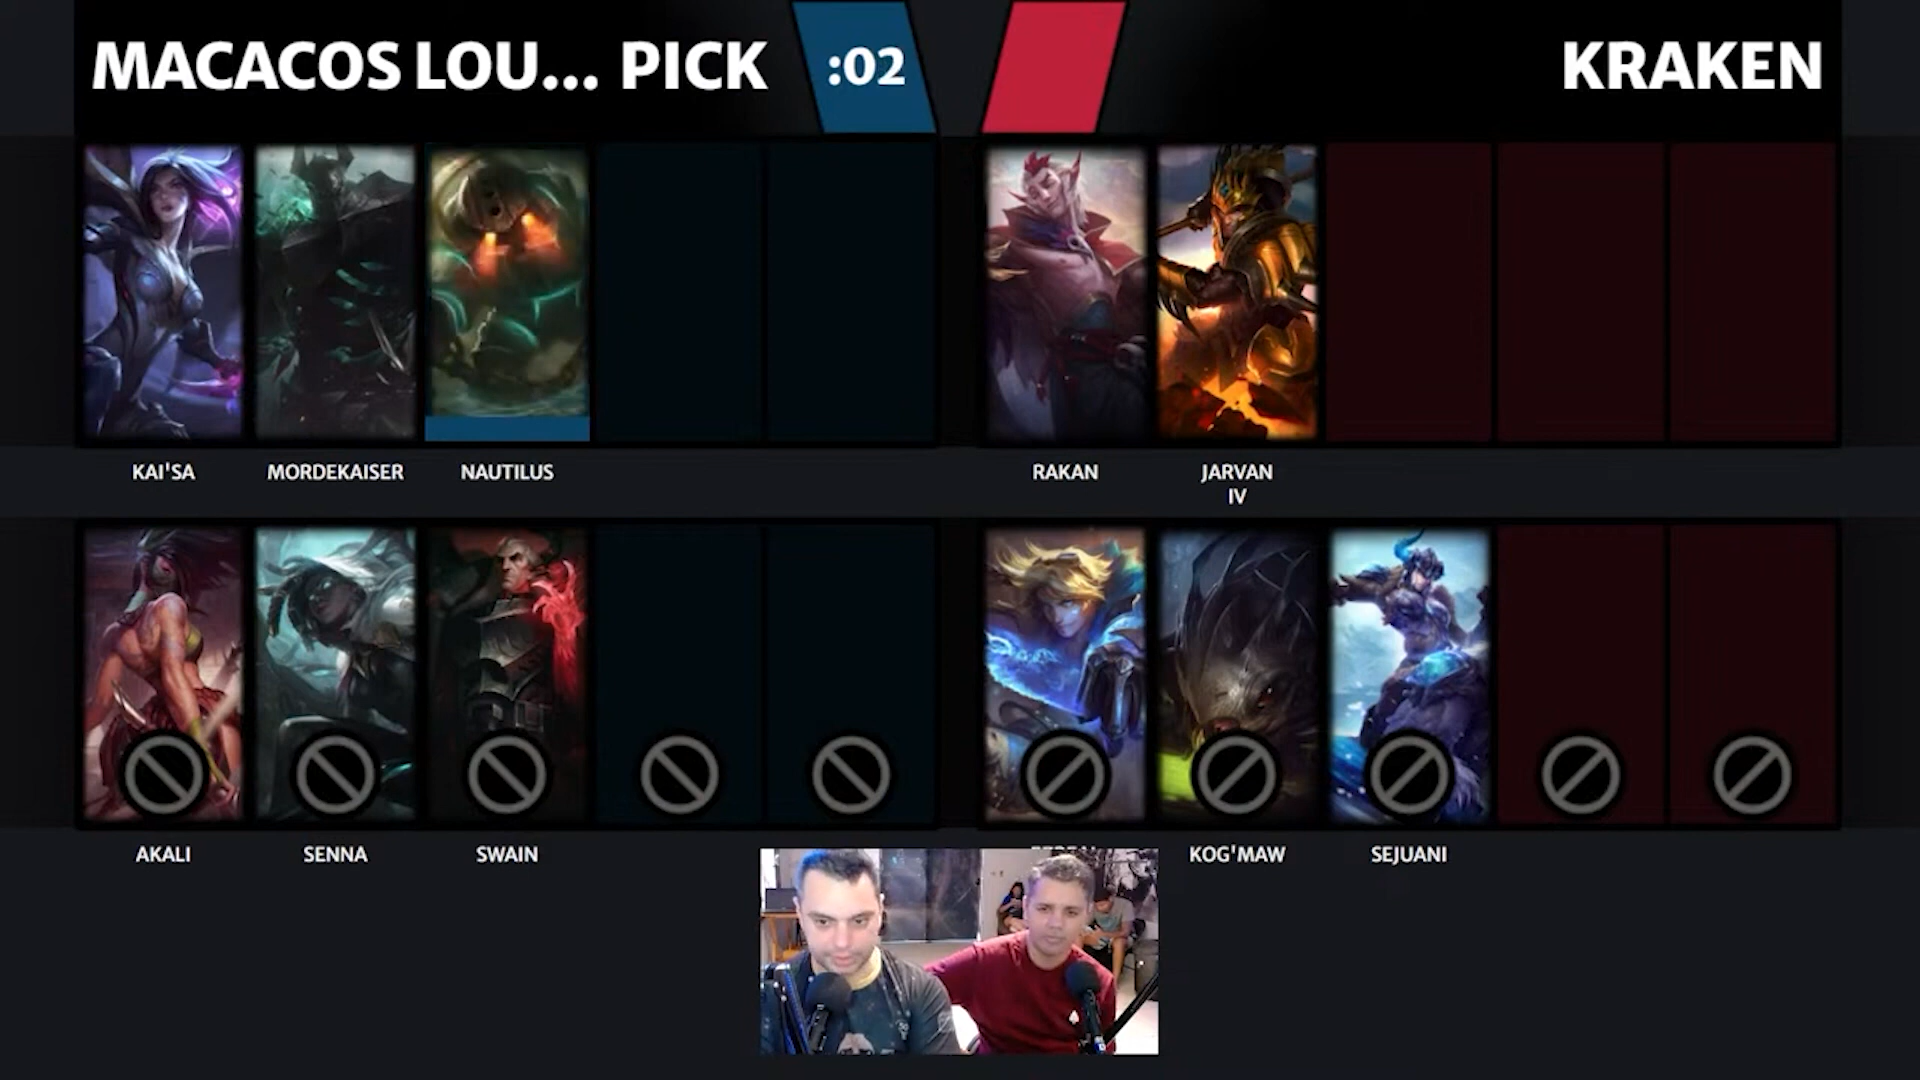 MACACOS LOU... PICK :02 KRAKEN
KAI'SA MORDEKAISER NAUTILUS RAKAN JARVAN
IV
AKALI SENNA SWAIN KOG'MAW SEJUANI